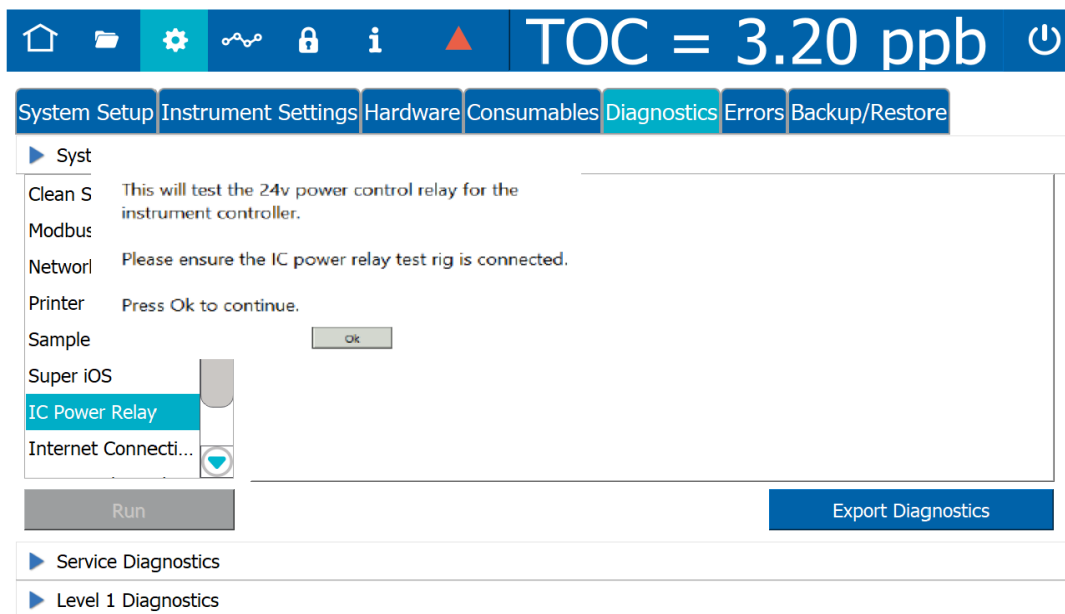 TOC = 3.20 ppb
System Setup Instrument Settings Hardware Consumables Diagnostics Errors Backup/Restore
Syst
This will test the 24v power control relay for the
instrument controller.
Please ensure the IC power relay test rig is connected.
Press Ok to continue.
Ok
Clean S
Modbus
Networ
Printer
Sample
Super iOS
IC Power Relay
Internet Connecti...
Run
Export Diagnostics
Service Diagnostics
Level 1 Diagnostics